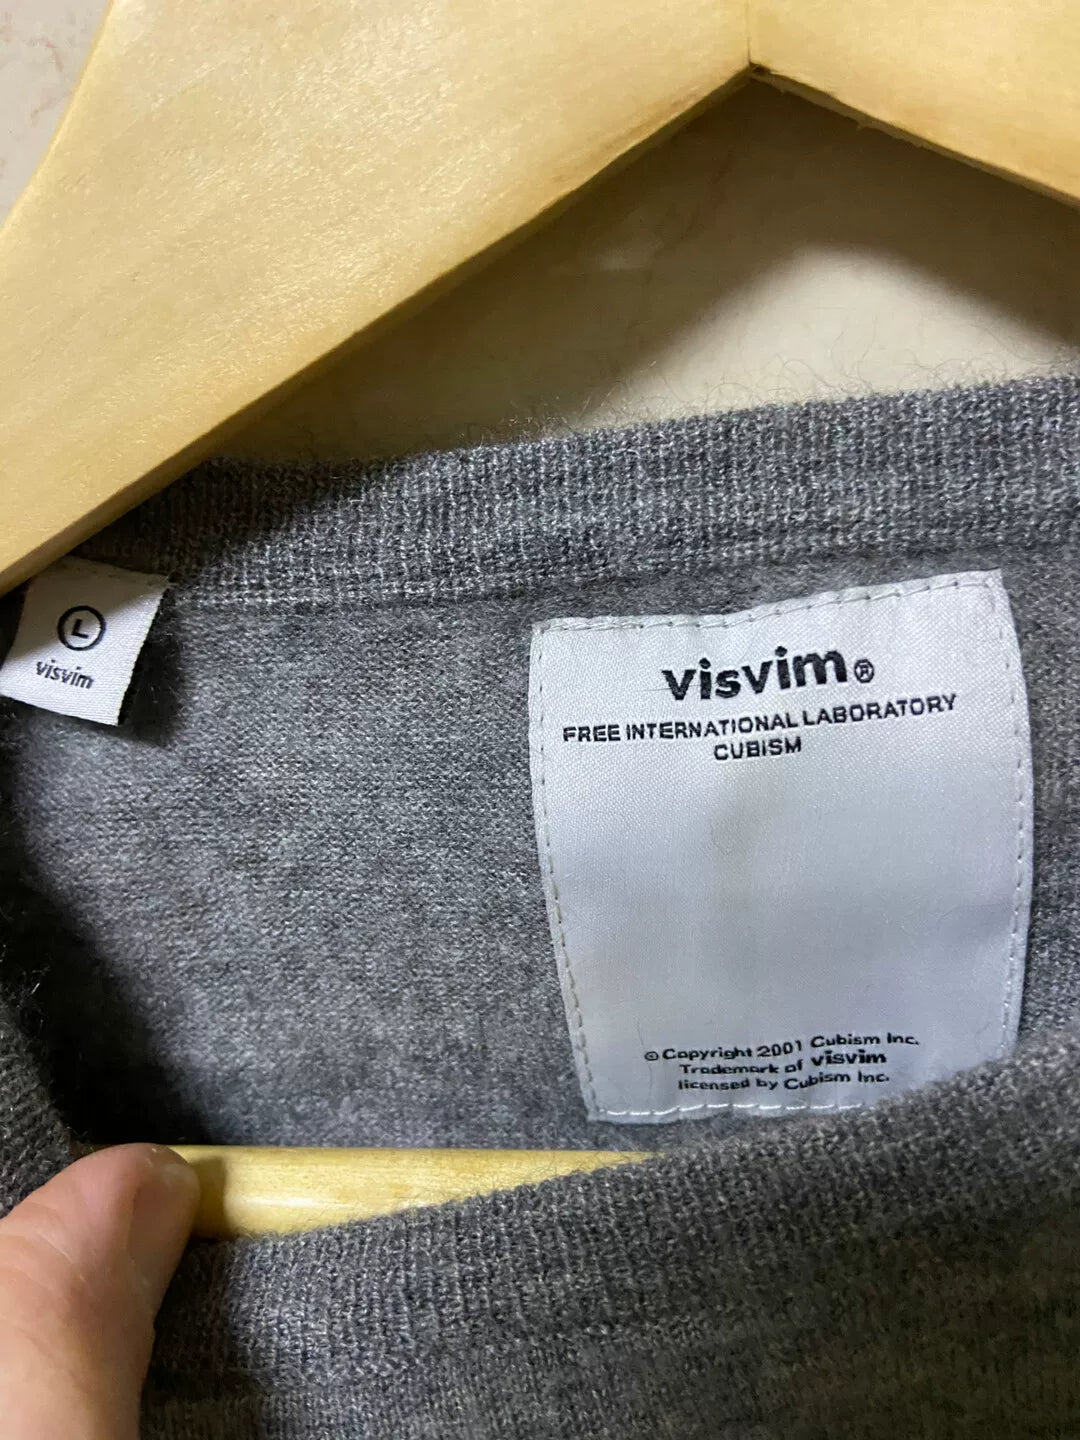 L
visvim
visvim®
FREE INTERNATIONAL LABORATORY
CUBISM
© Copyright 2001 Cubism Inc.
Trademark of visvim
licensed by Cubism Inc.